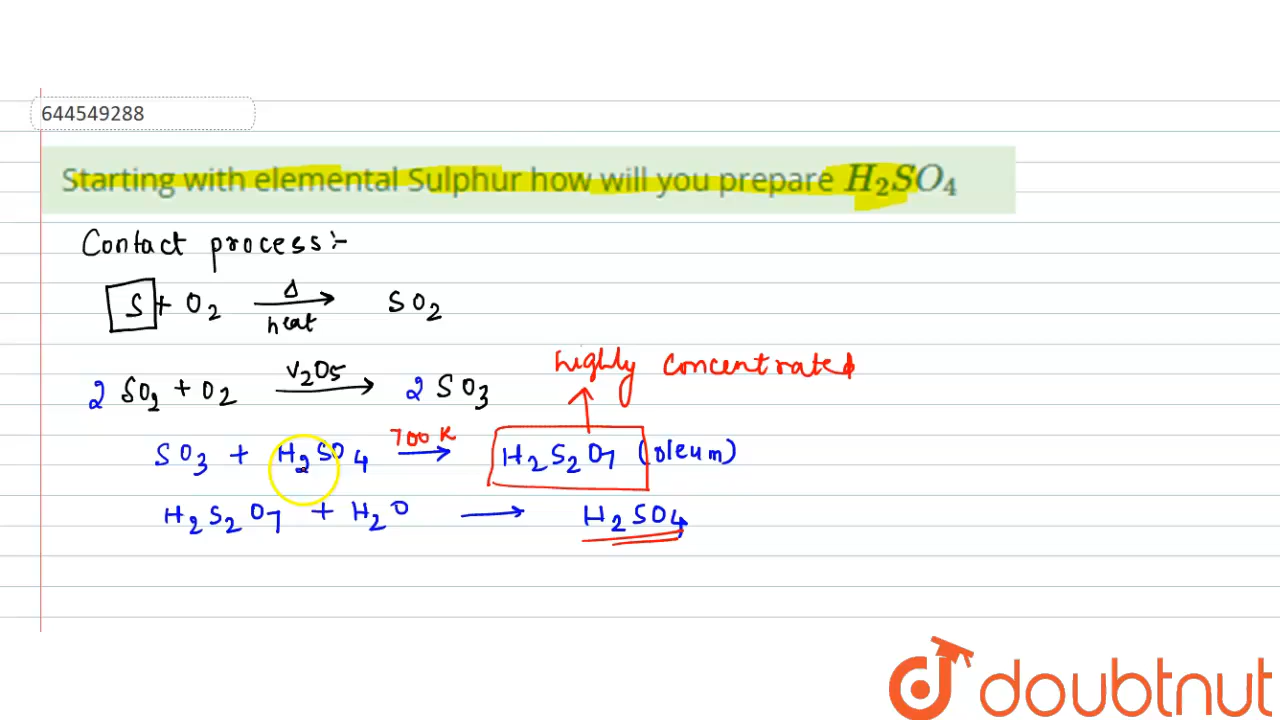 644549288
Starting with elemental Sulphur how will you prepare H₂SO₄
Contact process:-
S + O₂ →Δ heat SO₂
highly concentrated
2 SO₂ + O₂ →V₂O₅ 2 SO₃
SO₃ + H₂SO₄ →700 K H₂S₂O₇ (oleum)
H₂S₂O₇ + H₂O → H₂SO₄
doubtnut